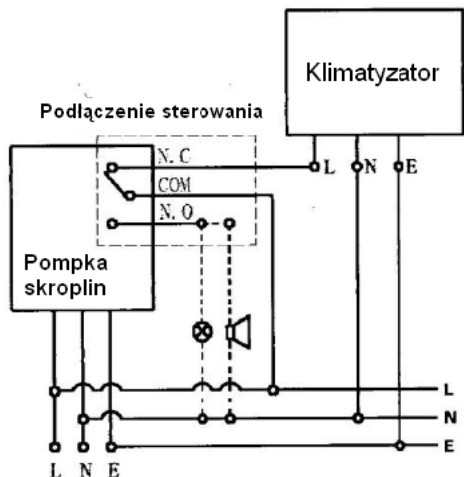 Klimatyzator
Podłączenie sterowania
N. C
L N E
COM
N. O
Pompka
skroplin
L
N
E
L N E